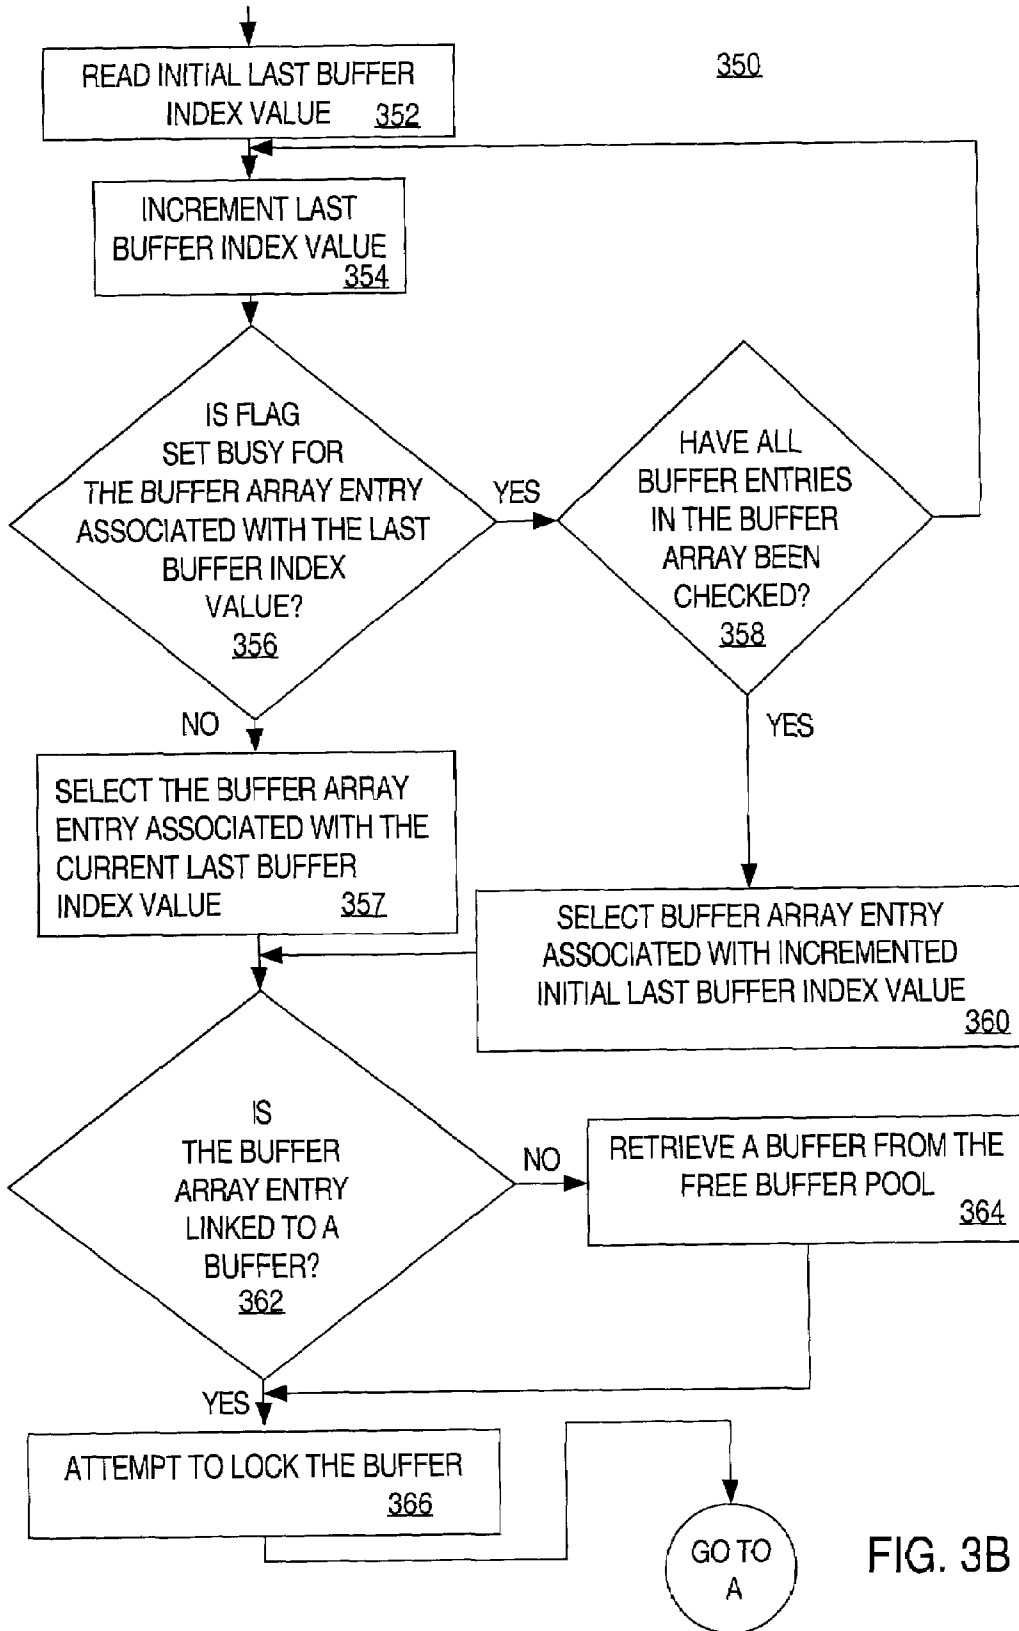 350
READ INITIAL LAST BUFFER
INDEX VALUE 352
INCREMENT LAST
BUFFER INDEX VALUE
354
IS FLAG
SET BUSY FOR
THE BUFFER ARRAY ENTRY
ASSOCIATED WITH THE LAST
BUFFER INDEX
VALUE?
356
YES
HAVE ALL
BUFFER ENTRIES
IN THE BUFFER
ARRAY BEEN
CHECKED?
358
NO
YES
SELECT THE BUFFER ARRAY
ENTRY ASSOCIATED WITH THE
CURRENT LAST BUFFER
INDEX VALUE 357
SELECT BUFFER ARRAY ENTRY
ASSOCIATED WITH INCREMENTED
INITIAL LAST BUFFER INDEX VALUE
360
IS
THE BUFFER
ARRAY ENTRY
LINKED TO A
BUFFER?
362
NO
RETRIEVE A BUFFER FROM THE
FREE BUFFER POOL
364
YES
ATTEMPT TO LOCK THE BUFFER
366
GO TO
A
FIG. 3B